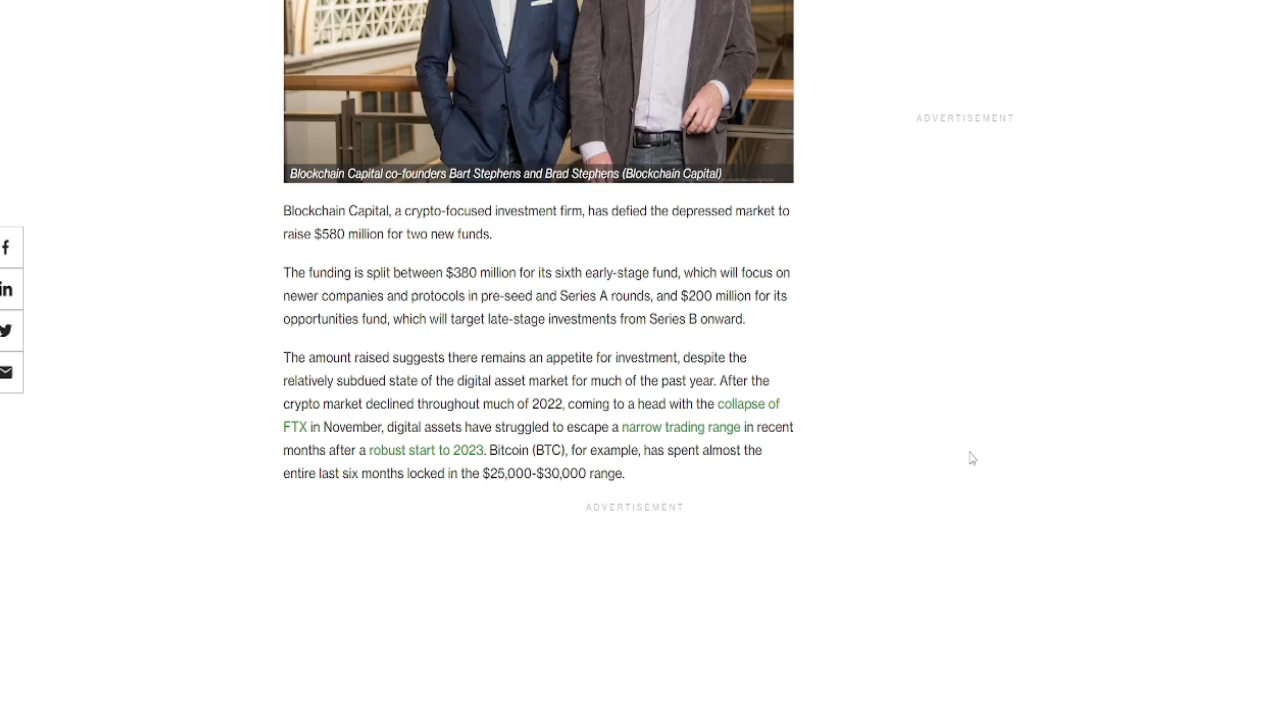 Blockchain Capital co-founders Bart Stephens and Brad Stephens (Blockchain Capital)
ADVERTISEMENT
Blockchain Capital, a crypto-focused investment firm, has defied the depressed market to
raise $580 million for two new funds.
The funding is split between $380 million for its sixth early-stage fund, which will focus on
newer companies and protocols in pre-seed and Series A rounds, and $200 million for its
opportunities fund, which will target late-stage investments from Series B onward.
The amount raised suggests there remains an appetite for investment, despite the
relatively subdued state of the digital asset market for much of the past year. After the
crypto market declined throughout much of 2022, coming to a head with the collapse of
FTX in November, digital assets have struggled to escape a narrow trading range in recent
months after a robust start to 2023. Bitcoin (BTC), for example, has spent almost the
entire last six months locked in the $25,000-$30,000 range.
ADVERTISEMENT